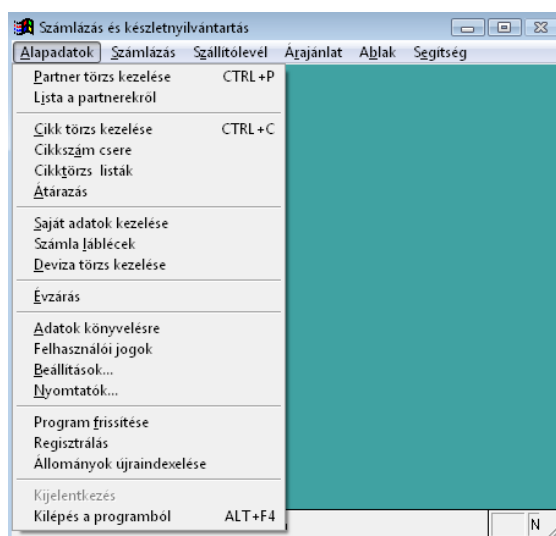 Számlázás és készletnyilvántartás
Alapadatok Számlázás Szállítólevél Árajánlat Ablak Segítség
Partner törzs kezelése CTRL+P
Lista a partnerekről
Cikk törzs kezelése CTRL+C
Cikkszám csere
Cikktörzs listák
Átárazás
Saját adatok kezelése
Számla láblécek
Deviza törzs kezelése
Évzárás
Adatok könyvelésre
Felhasználói jogok
Beállítások...
Nyomtatók...
Program frissítése
Regisztrálás
Állományok újraindexelése
Kijelentkezés
Kilépés a programból ALT+F4
N